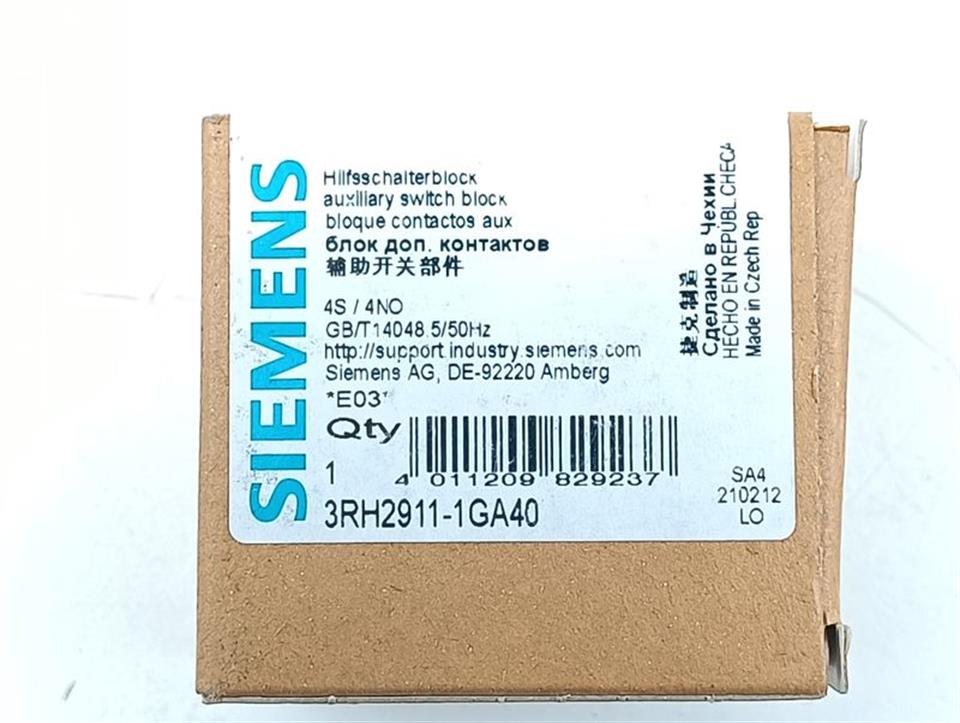 SIEMENS
Hilfsschalterblock
auxiliary switch block
bloque contactos aux
блок доп. контактов
辅助开关部件
4S / 4NO
GB/T14048.5/50Hz
http://support.industry.siemens.com
Siemens AG, DE-92220 Amberg
*E03*
Qty
1
4 011209 829237
3RH2911-1GA40
捷克制造
Сделано в Чехии
HECHO EN REPÚBL.CHECA
Made in Czech Rep
SA4
210212
LO